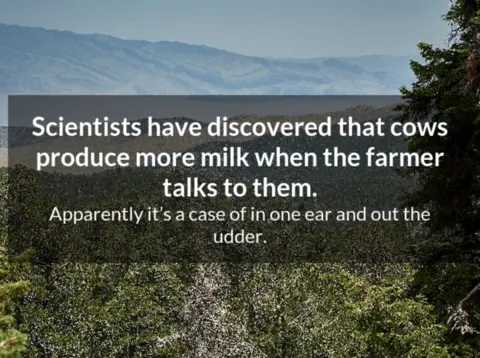 Scientists have discovered that cows
produce more milk when the farmer
talks to them.
Apparently it's a case of in one ear and out the
udder.